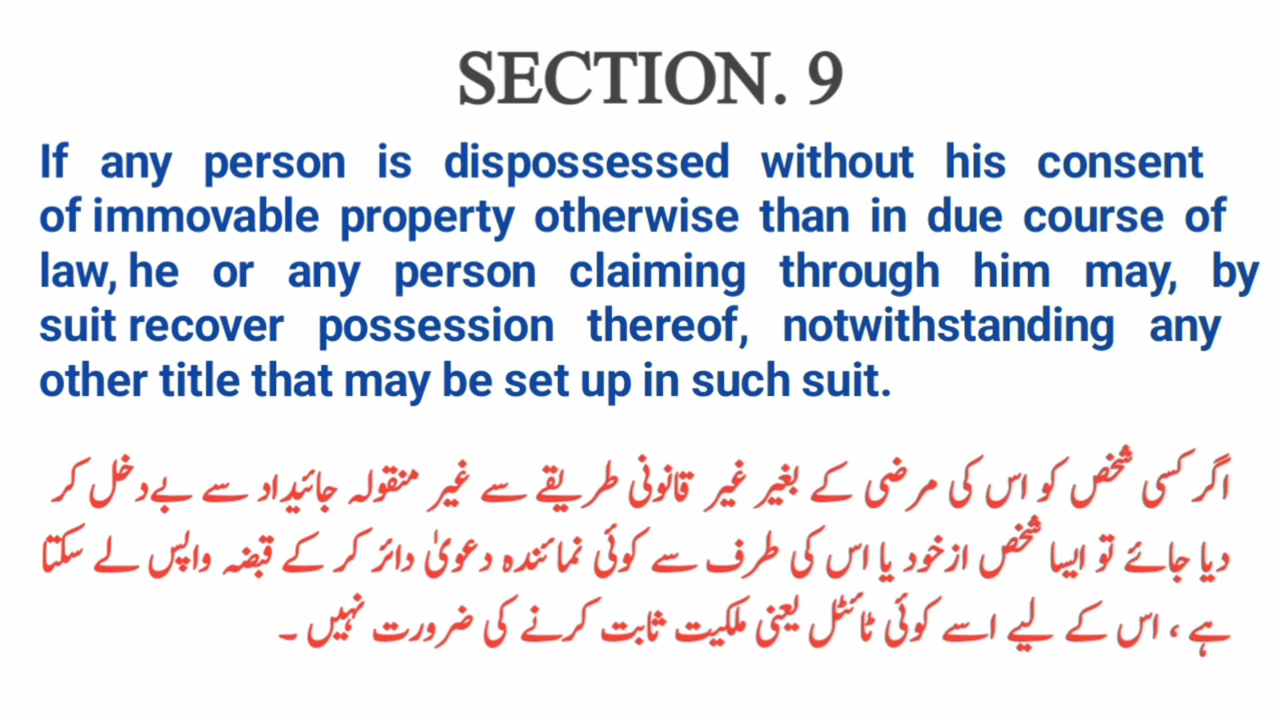 SECTION. 9
If any person is dispossessed without his consent
of immovable property otherwise than in due course of
law, he or any person claiming through him may, by
suit recover possession thereof, notwithstanding any
other title that may be set up in such suit.
اگر کسی شخص کو اس کی مرضی کے بغیر غیر قانونی طریقے سے غیر منقولہ جائیداد سے بے دخل کر
دیا جائے تو ایسا شخص ازخود یا اس کی طرف سے کوئی نمائندہ دعویٰ دائر کر کے قبضہ واپس لے سکتا
ہے ، اس کے لیے اسے کوئی ٹائٹل یعنی ملکیت ثابت کرنے کی ضرورت نہیں ۔